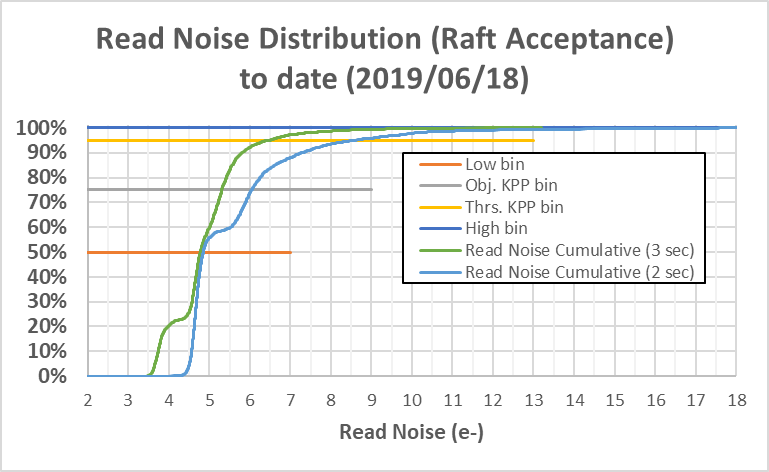 Read Noise Distribution (Raft Acceptance)
to date (2019/06/18)
100%
90%
80%
70%
60%
50%
40%
30%
20%
10%
0%
Low bin
Obj. KPP bin
Thrs. KPP bin
High bin
Read Noise Cumulative (3 sec)
Read Noise Cumulative (2 sec)
2 3 4 5 6 7 8 9 10 11 12 13 14 15 16 17 18
Read Noise (e-)